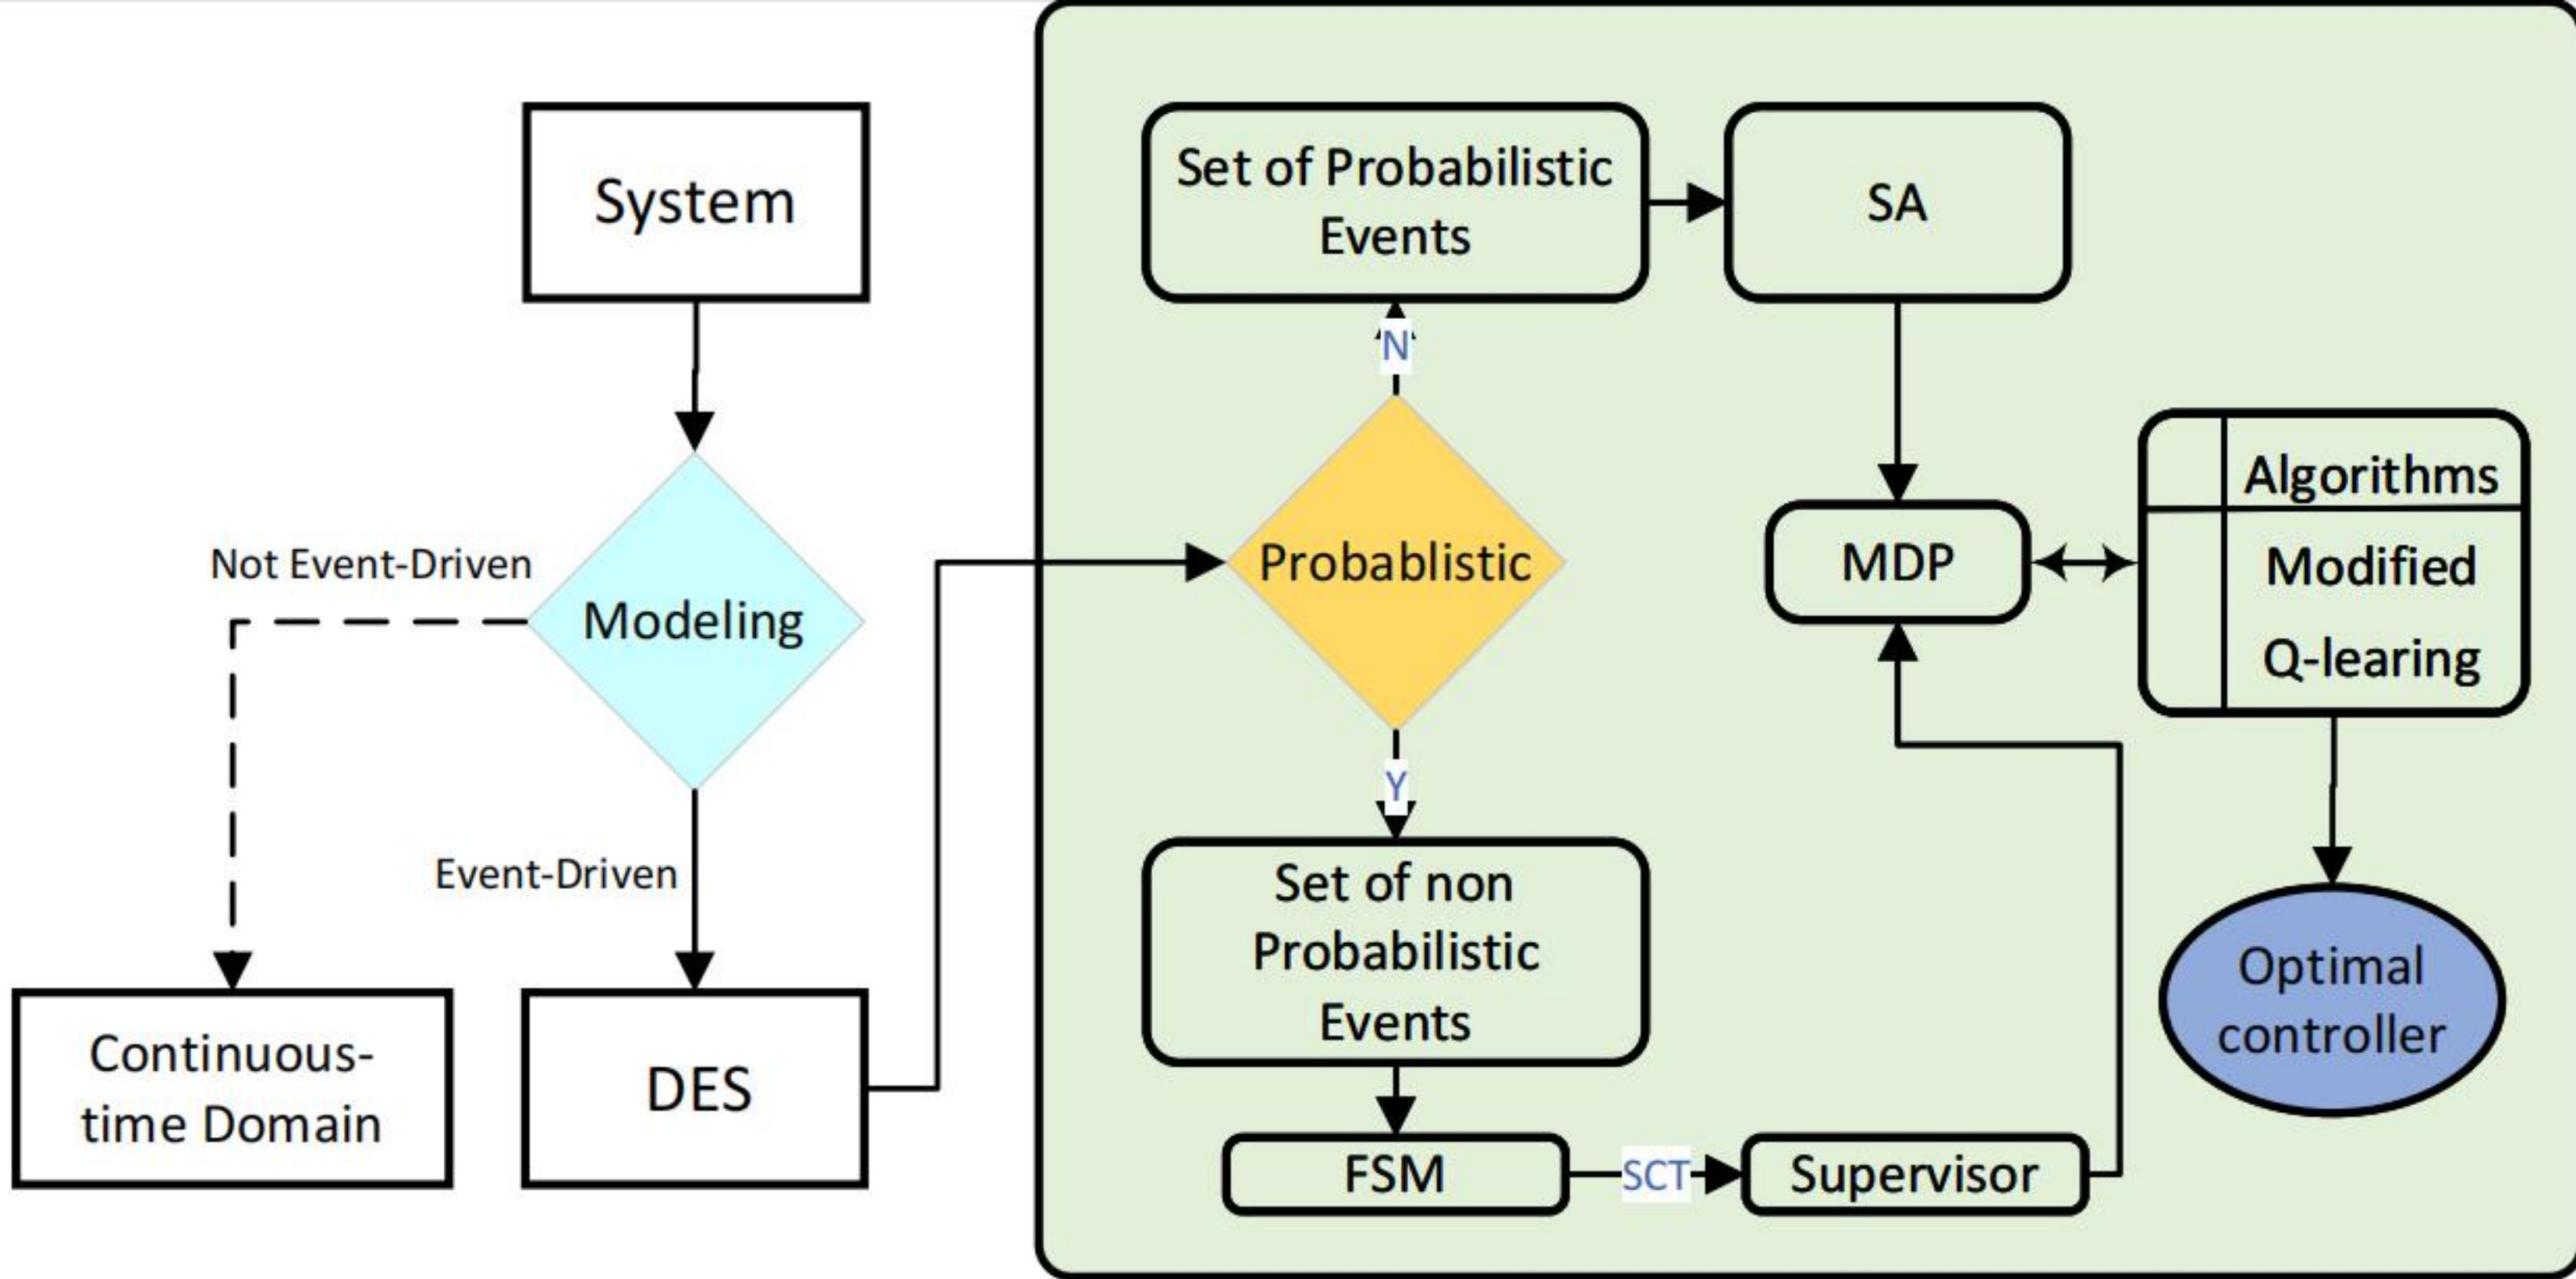 System
Modeling
Not Event-Driven
Event-Driven
Continuous-
time Domain
DES
Set of Probabilistic
Events
SA
N
Probablistic
Y
MDP
Algorithms
Modified
Q-learing
Set of non
Probabilistic
Events
FSM
SCT
Supervisor
Optimal
controller